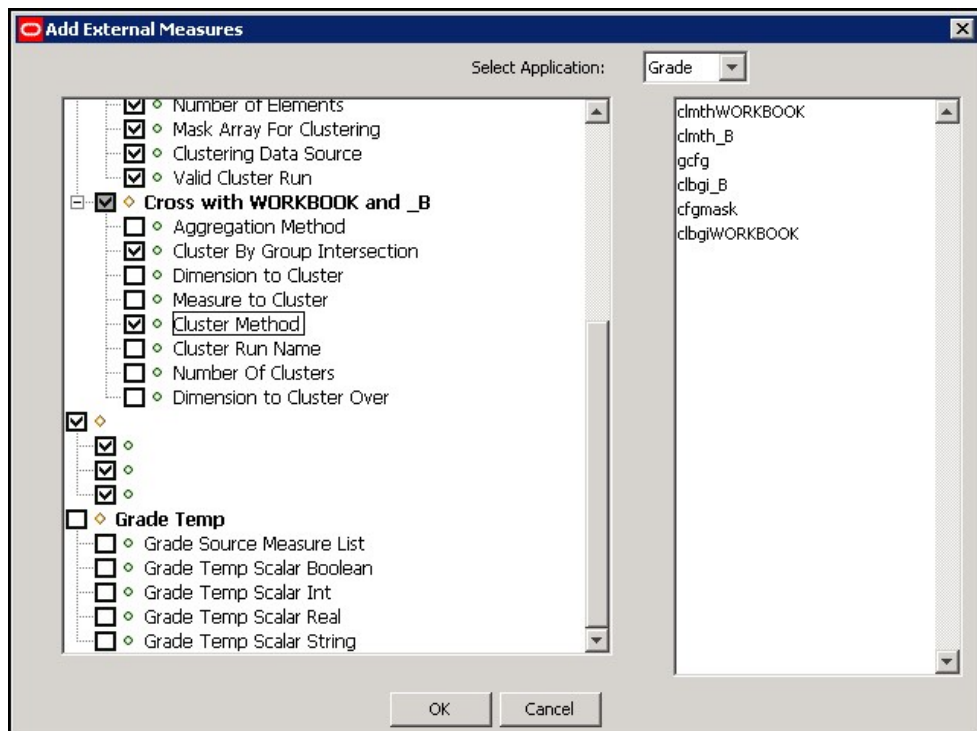 Add External Measures
Select Application:
Grade
Number of Elements
Mask Array For Clustering
Clustering Data Source
Valid Cluster Run
Cross with WORKBOOK and _B
Aggregation Method
Cluster By Group Intersection
Dimension to Cluster
Measure to Cluster
Cluster Method
Cluster Run Name
Number Of Clusters
Dimension to Cluster Over
Grade Temp
Grade Source Measure List
Grade Temp Scalar Boolean
Grade Temp Scalar Int
Grade Temp Scalar Real
Grade Temp Scalar String
clmthWORKBOOK
clmth_B
gcfg
clbgi_B
cfgmask
clbgiWORKBOOK
OK
Cancel